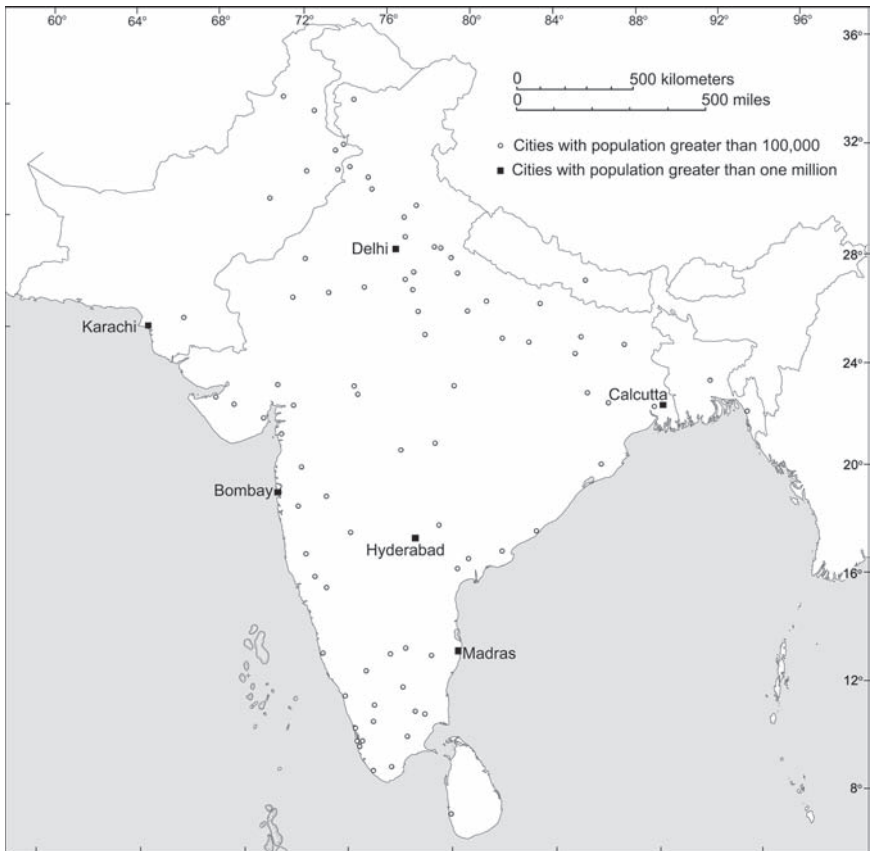 60° 68° 72° 76° 80° 84° 88° 92° 96°
36°
0 500 kilometers
0 500 miles
Cities with population greater than 100,000
32°
Cities with population greater than one million
Delhi
28°
Karachi
24°
Calcutta
20°
Bombay
Hyderabad
16°
Madras
12°
8°